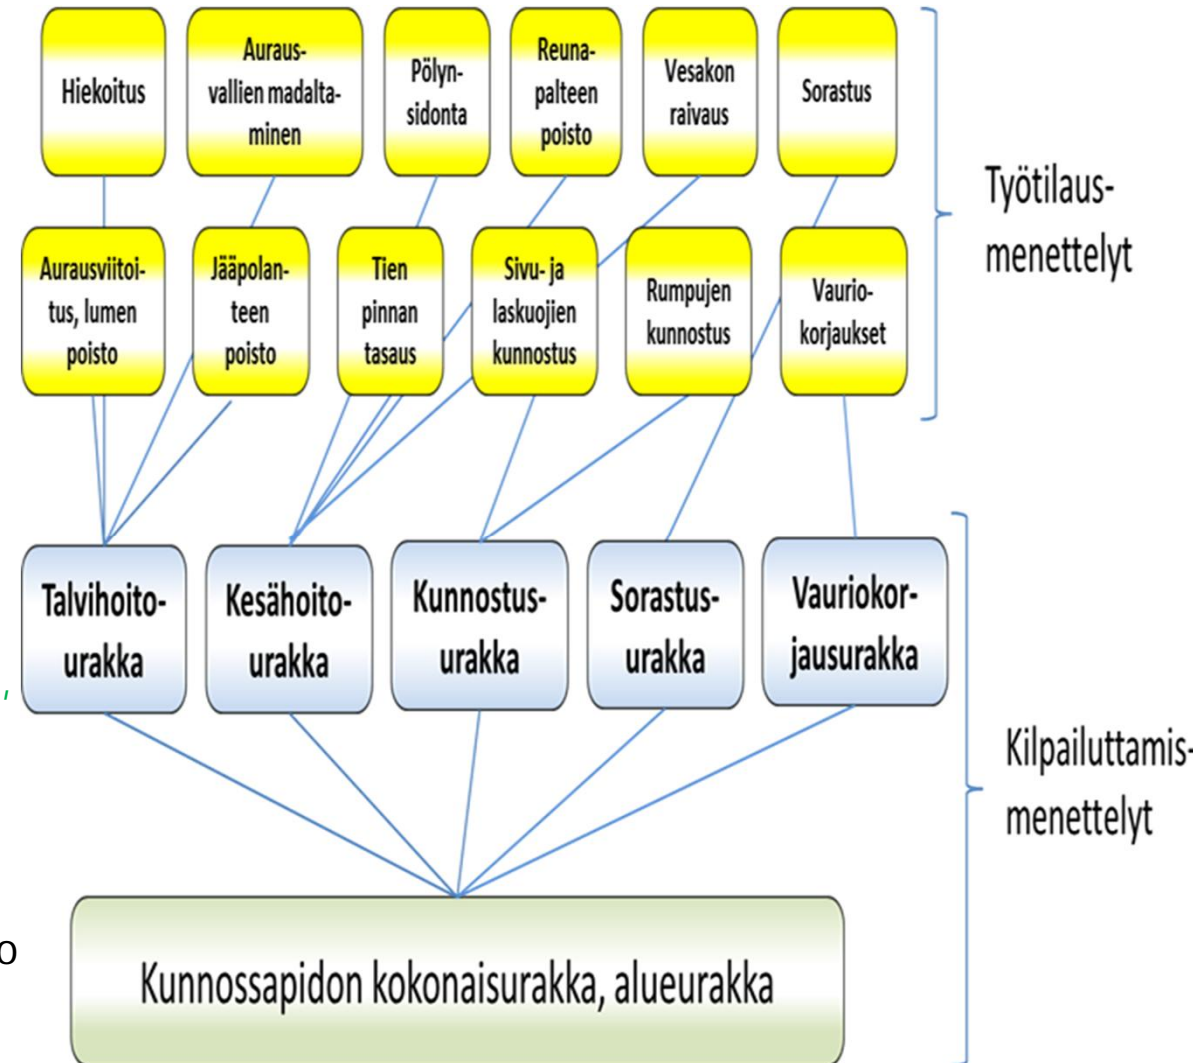 Hiekoitus
Auraus-
vallien madalta-
minen
Pölyn-
sidonta
Reuna-
palteen
poisto
Vesakon
raivaus
Sorastus
Työtilaus-
menettelyt
Aurausviitoi-
tus, lumen
poisto
Jääpolan-
teen
poisto
Tien
pinnan
tasaus
Sivu- ja
laskuojien
kunnostus
Rumpujen
kunnostus
Vaurio-
korjaukset
Talvihoito-
urakka
Kesähoito-
urakka
Kunnostus-
urakka
Sorastus-
urakka
Vauriokor-
jausurakka
Kilpailuttamis-
menettelyt
,
o
Kunnossapidon kokonaisurakka, alueurakka